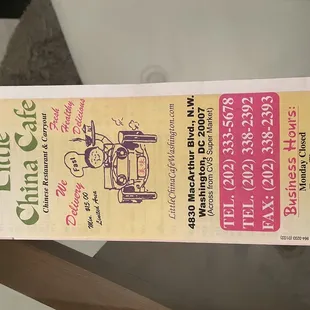 Little
China Cafe
Chinese Restaurant & Carryout
Fresh
Healthy
Delicious
We
Delivery
Min. $15.00
Limited Area
Fast
LittleChinaCafeWashington.com
4830 MacArthur Blvd., N.W.
Washington, DC 20007
(Across from CVS Super Market)
TEL. (202) 333-5678
TEL. (202) 338-2392
FAX: (202) 338-2393
Business Hours:
Monday Closed